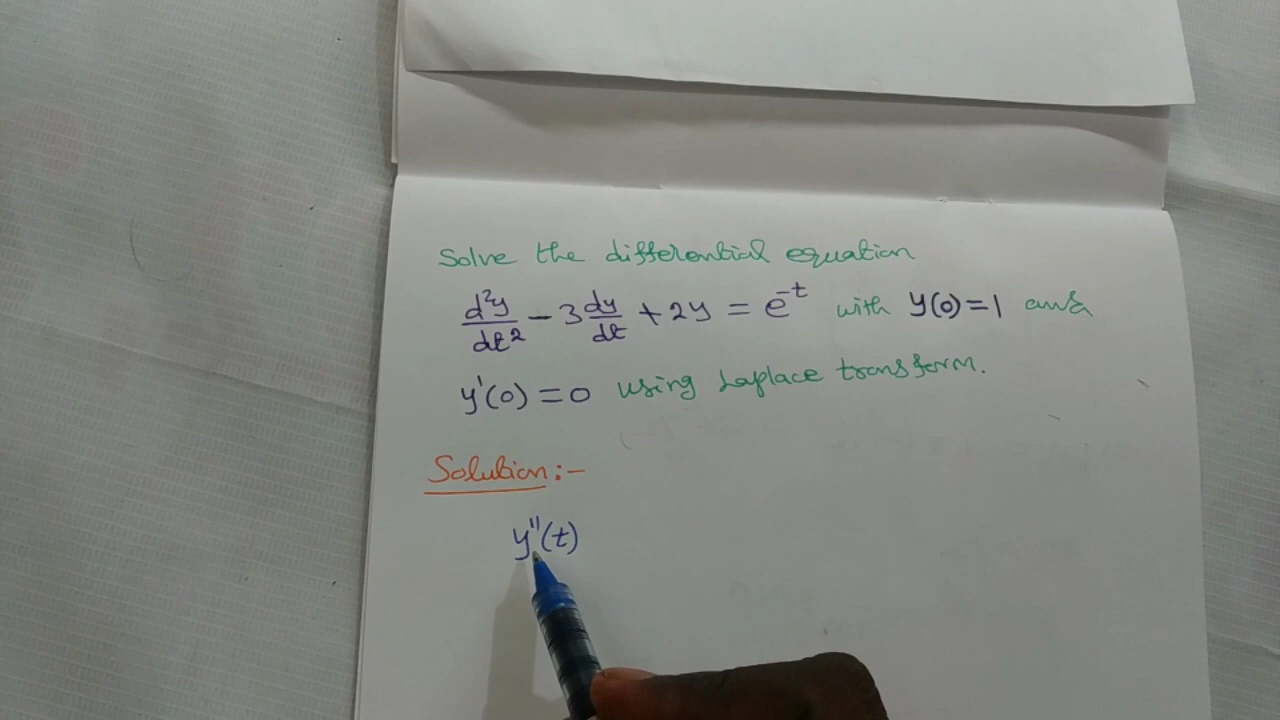 Solve the differential equation
d²y/dt² - 3 dy/dt + 2y = e^-t with y(0)=1 and
y'(0)=0 using Laplace transform.
Solution:-
y''(t)